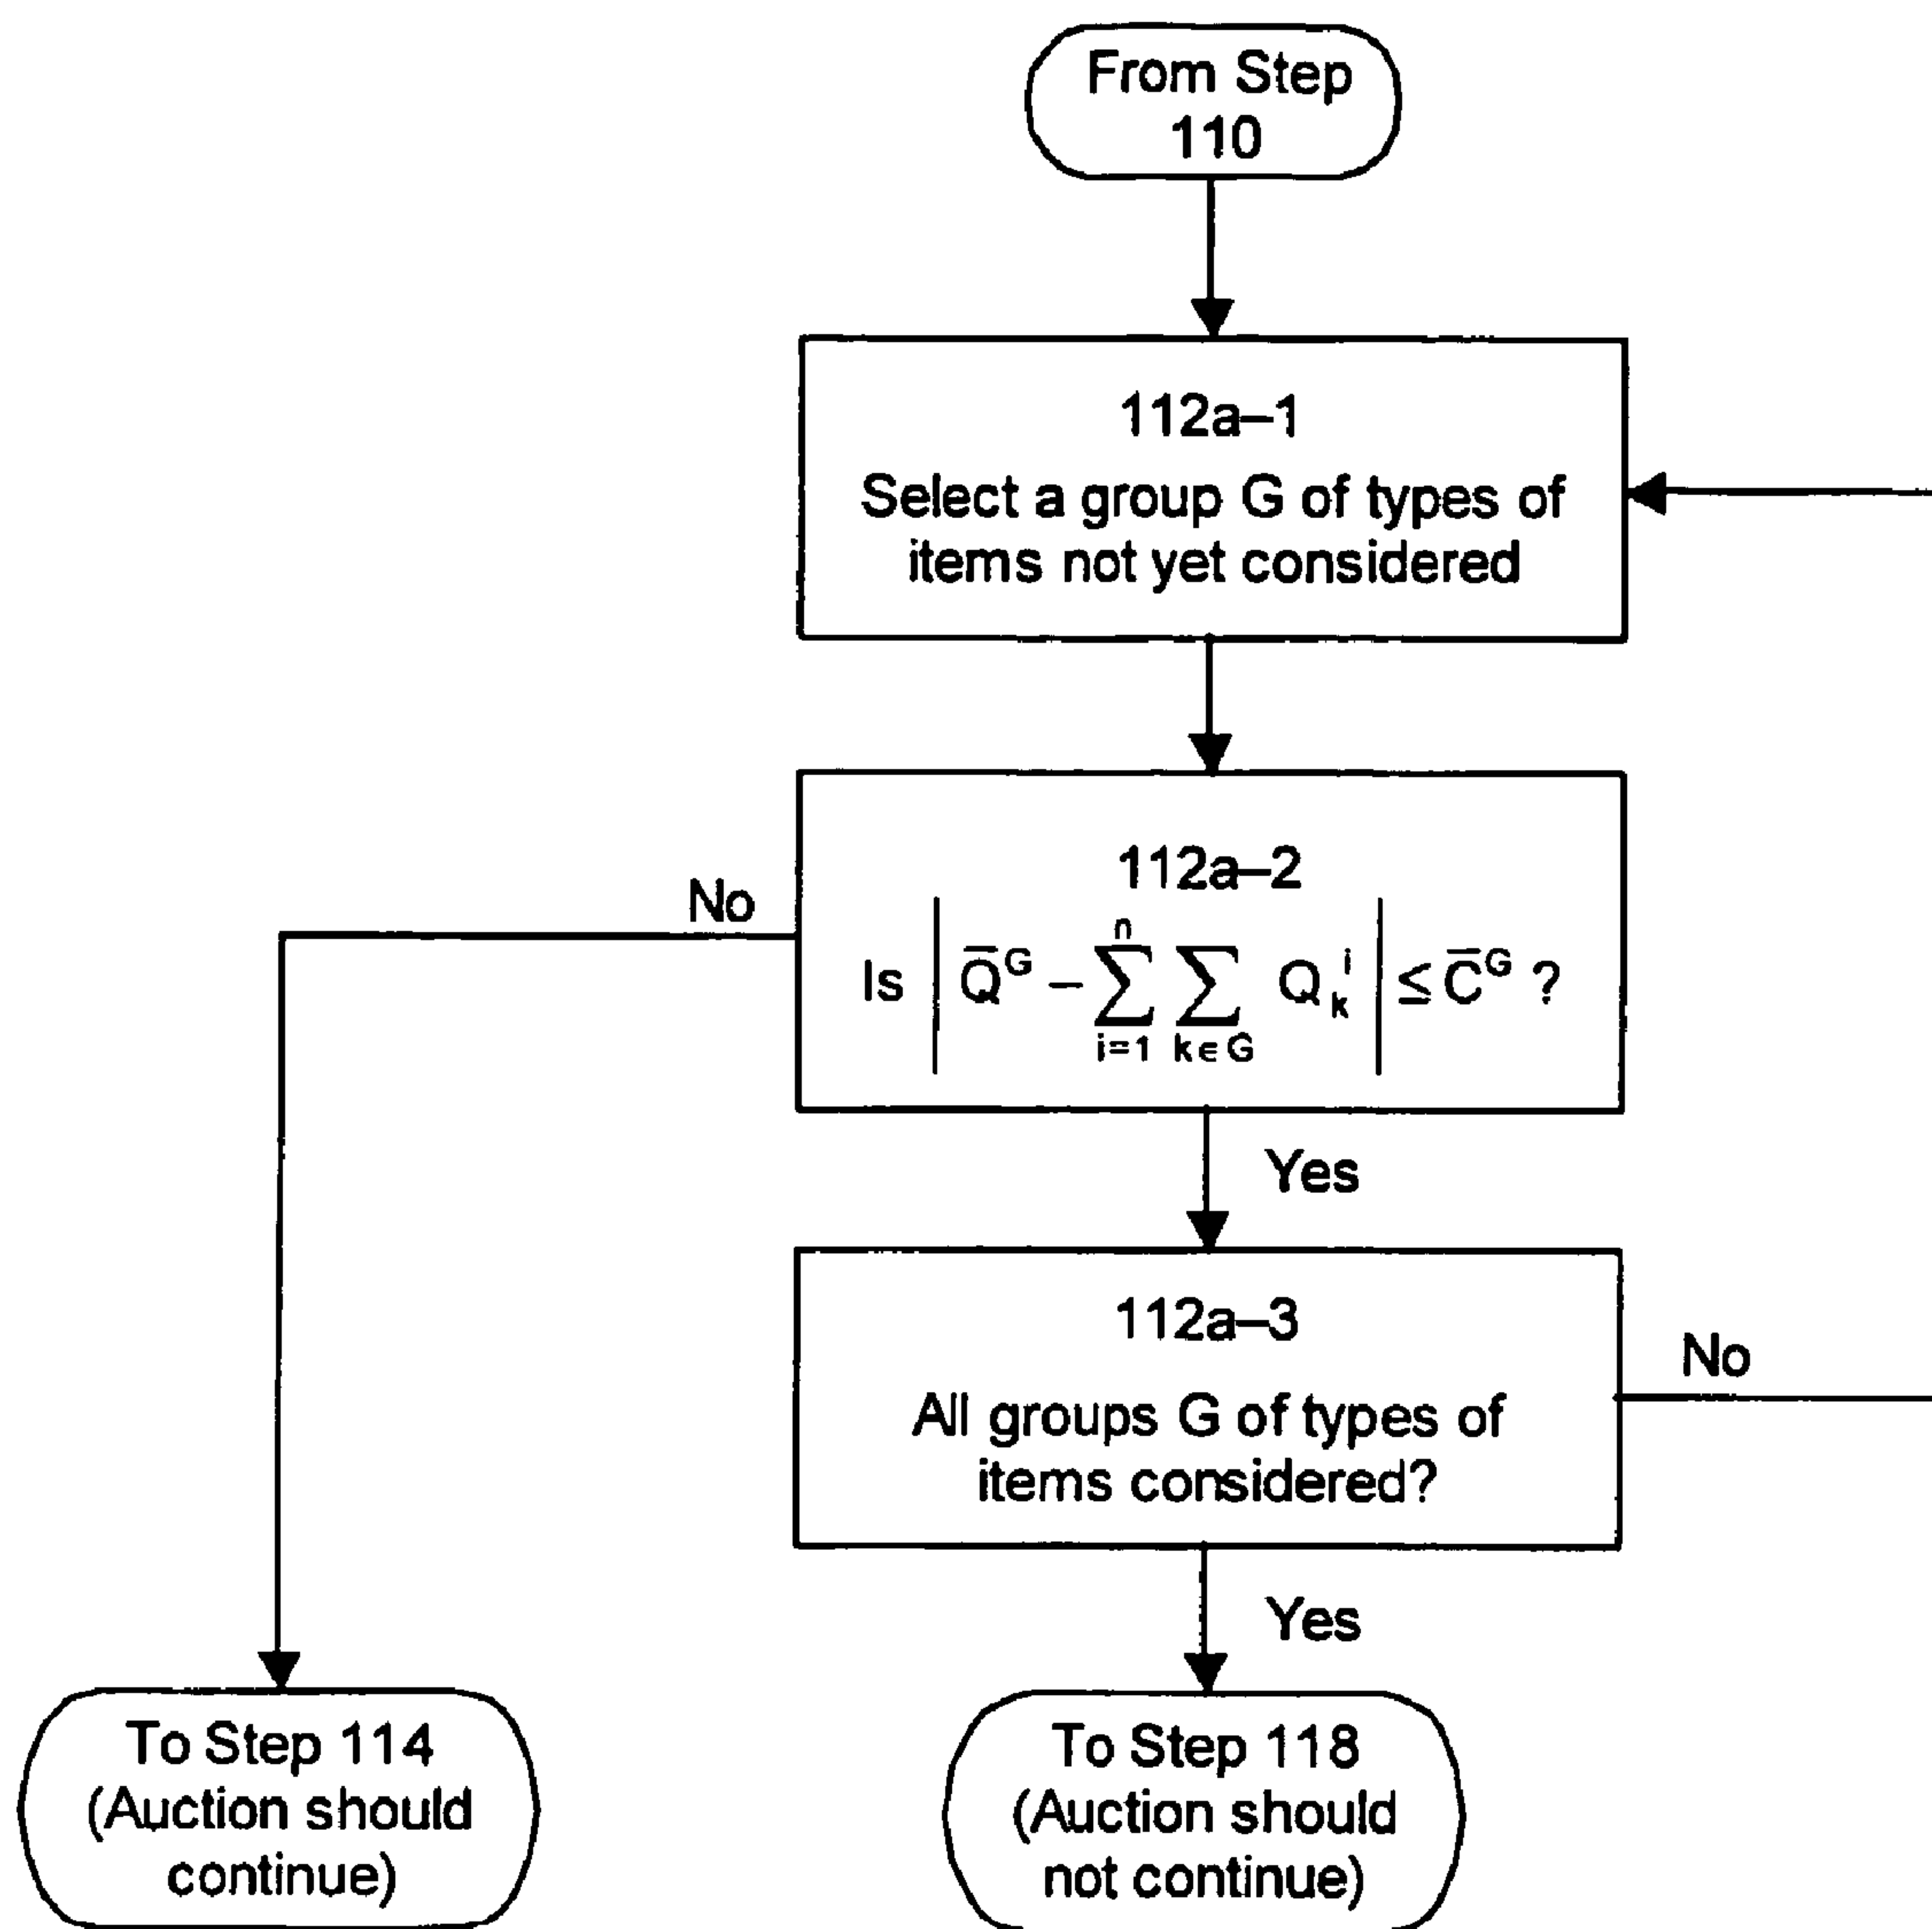 From Step
110
112a–1
Select a group G of types of
items not yet considered
112a–2
No
Is | Q̅ᴳ – ∑ᵢ₌₁ⁿ ∑ₖ∈G Qₖⁱ | ≤ C̅ᴳ ?
Yes
112a–3
No
All groups G of types of
items considered?
Yes
To Step 114
(Auction should
continue)
To Step 118
(Auction should
not continue)